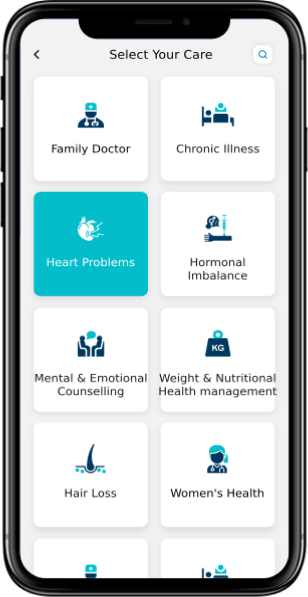 Select Your Care
Family Doctor
Chronic Illness
Heart Problems
Hormonal
Imbalance
Mental & Emotional
Counselling
Weight & Nutritional
Health management
KG
Hair Loss
Women's Health